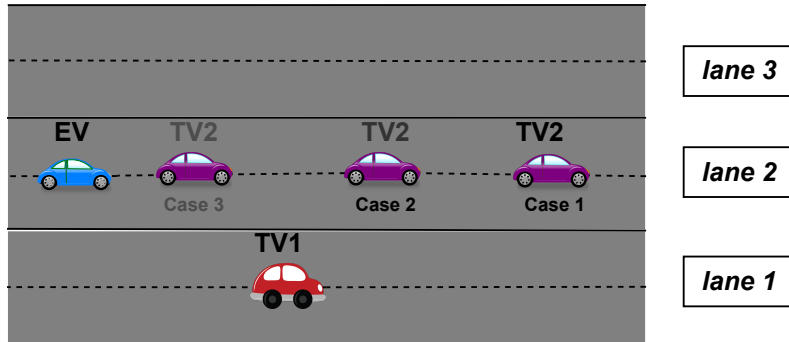 lane 3
EV TV2 TV2 TV2
lane 2
Case 3 Case 2 Case 1
TV1
lane 1